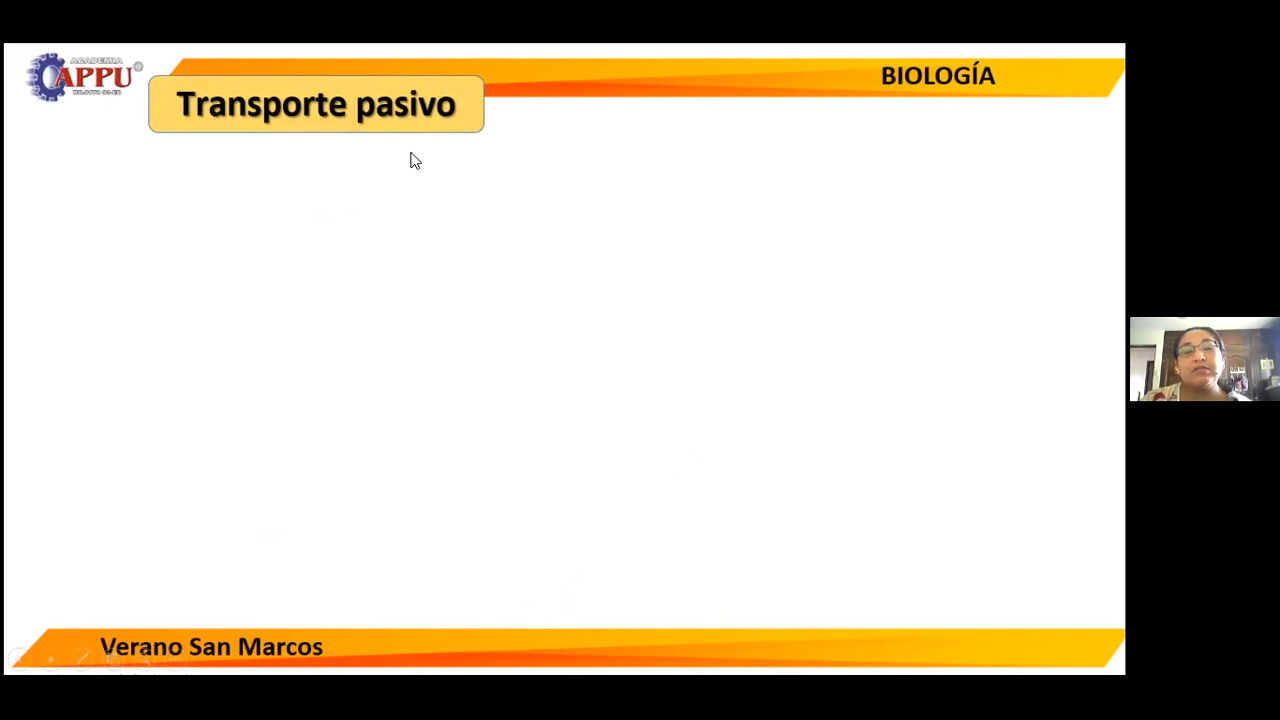 ACADEMIA
APPU
BIOLOGÍA
Transporte pasivo
Verano San Marcos